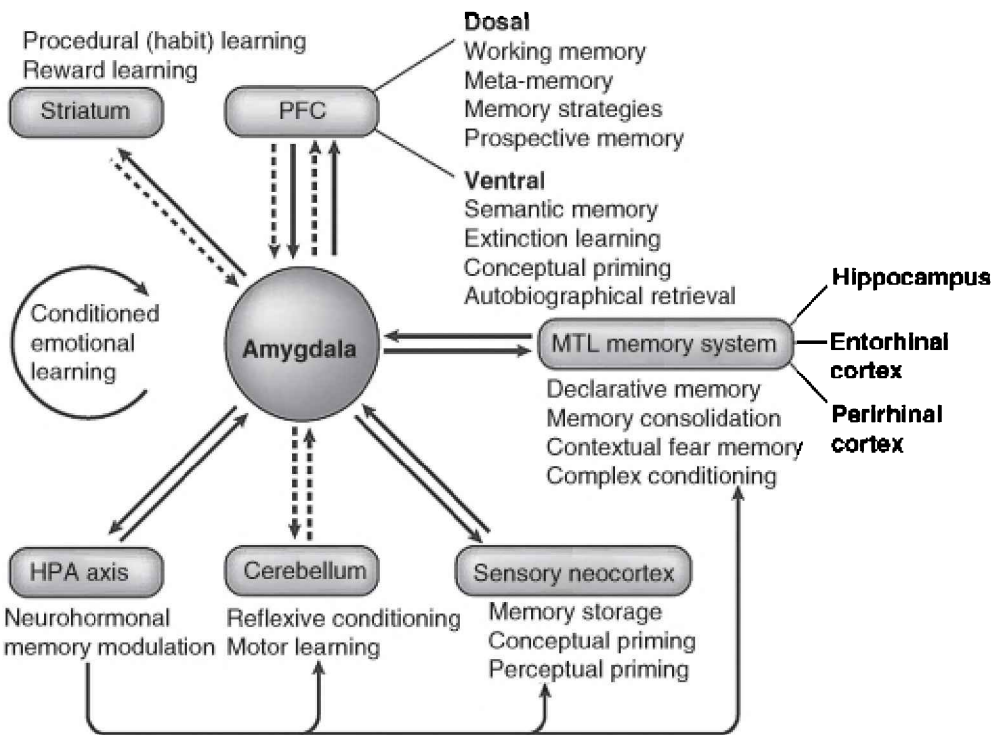 Procedural (habit) learning
Reward learning
Striatum
PFC
Dosal
Working memory
Meta-memory
Memory strategies
Prospective memory
Ventral
Semantic memory
Extinction learning
Conceptual priming
Autobiographical retrieval
Conditioned
emotional
learning
Amygdala
MTL memory system
Hippocampus
Entorhinal
cortex
Perirhinal
cortex
Declarative memory
Memory consolidation
Contextual fear memory
Complex conditioning
HPA axis
Neurohormonal
memory modulation
Cerebellum
Reflexive conditioning
Motor learning
Sensory neocortex
Memory storage
Conceptual priming
Perceptual priming